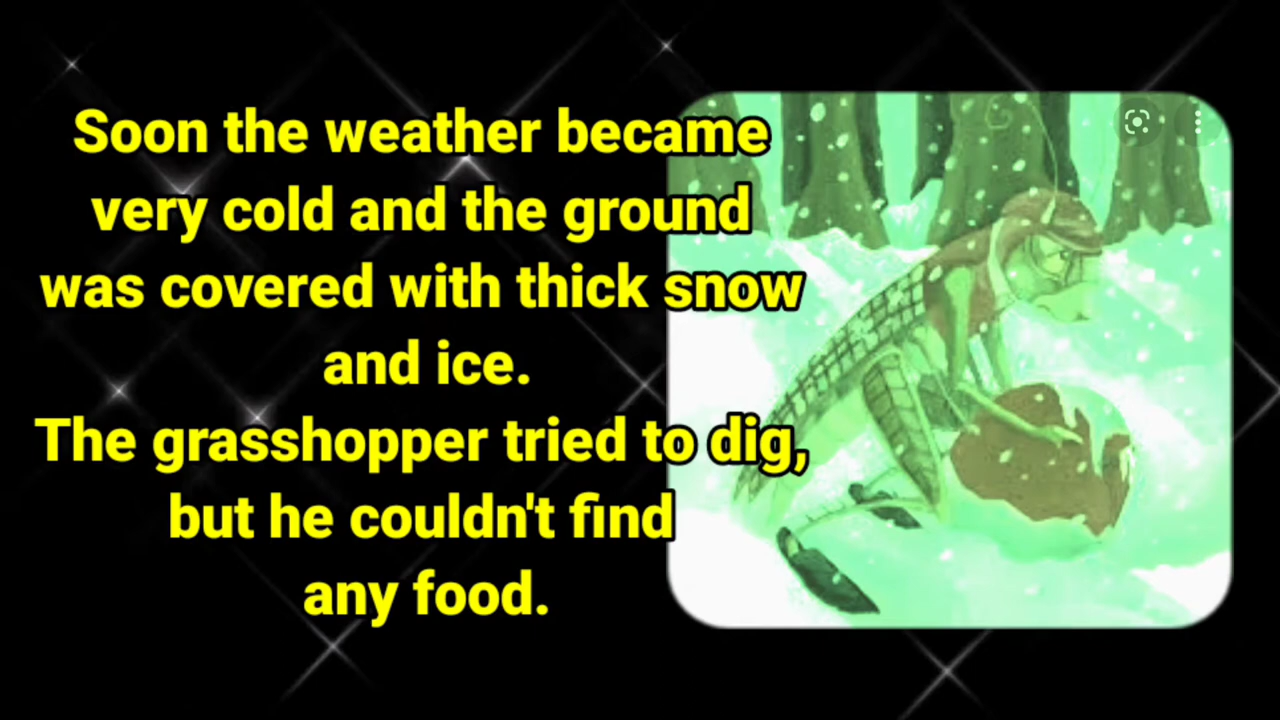 Soon the weather became
very cold and the ground
was covered with thick snow
and ice.
The grasshopper tried to dig,
but he couldn't find
any food.